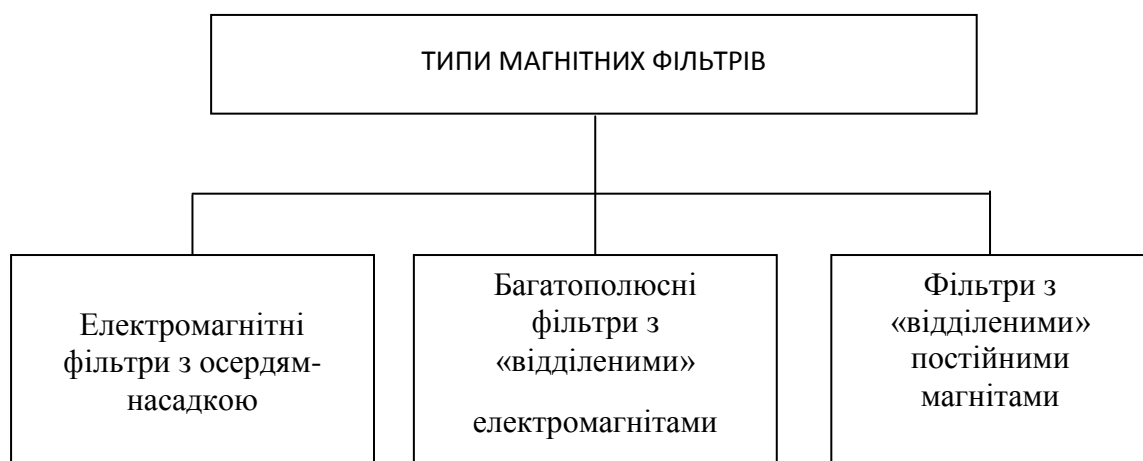 ТИПИ МАГНІТНИХ ФІЛЬТРІВ
Електромагнітні
фільтри з осердям-
насадкою
Багатополюсні
фільтри з
«відділеними»
електромагнітами
Фільтри з
«відділеними»
постійними
магнітами